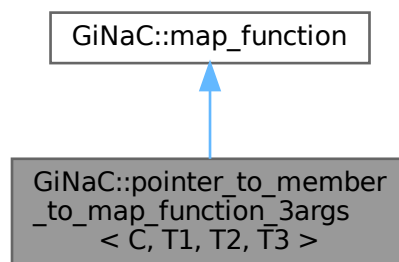 GiNaC::map_function
GiNaC::pointer_to_member
_to_map_function_3args
< C, T1, T2, T3 >